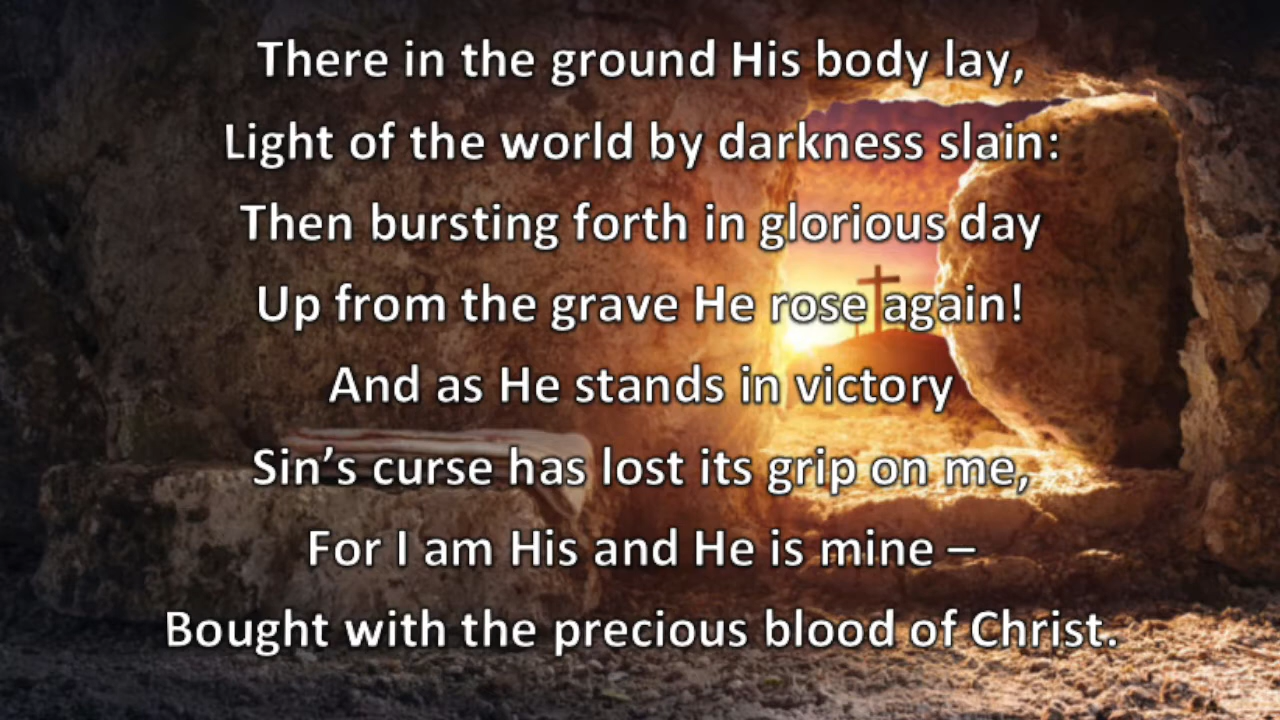 There in the ground His body lay,
Light of the world by darkness slain:
Then bursting forth in glorious day
Up from the grave He rose again!
And as He stands in victory
Sin’s curse has lost its grip on me,
For I am His and He is mine –
Bought with the precious blood of Christ.